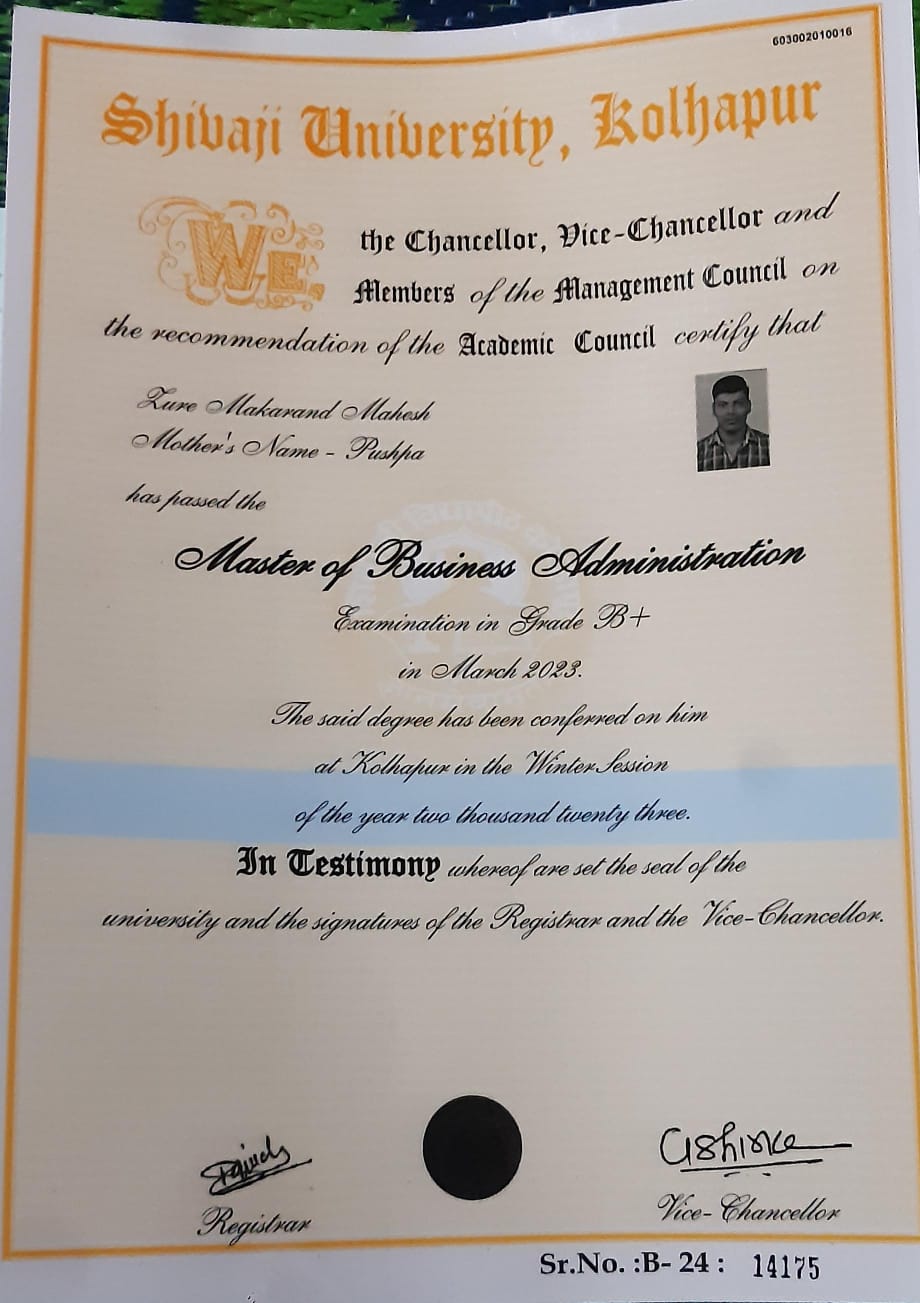 603002010016
Shivaji University, Kolhapur
WE, the Chancellor, Vice-Chancellor and
Members of the Management Council on
the recommendation of the Academic Council certify that
Zure Makarand Mahesh
Mother's Name - Pushpa
has passed the
Master of Business Administration
Examination in Grade B+
in March 2023.
The said degree has been conferred on him
at Kolhapur in the Winter Session
of the year two thousand twenty three.
In Testimony whereof are set the seal of the
university and the signatures of the Registrar and the Vice-Chancellor.
Registrar
Vice-Chancellor
Sr.No. :B- 24 : 14175